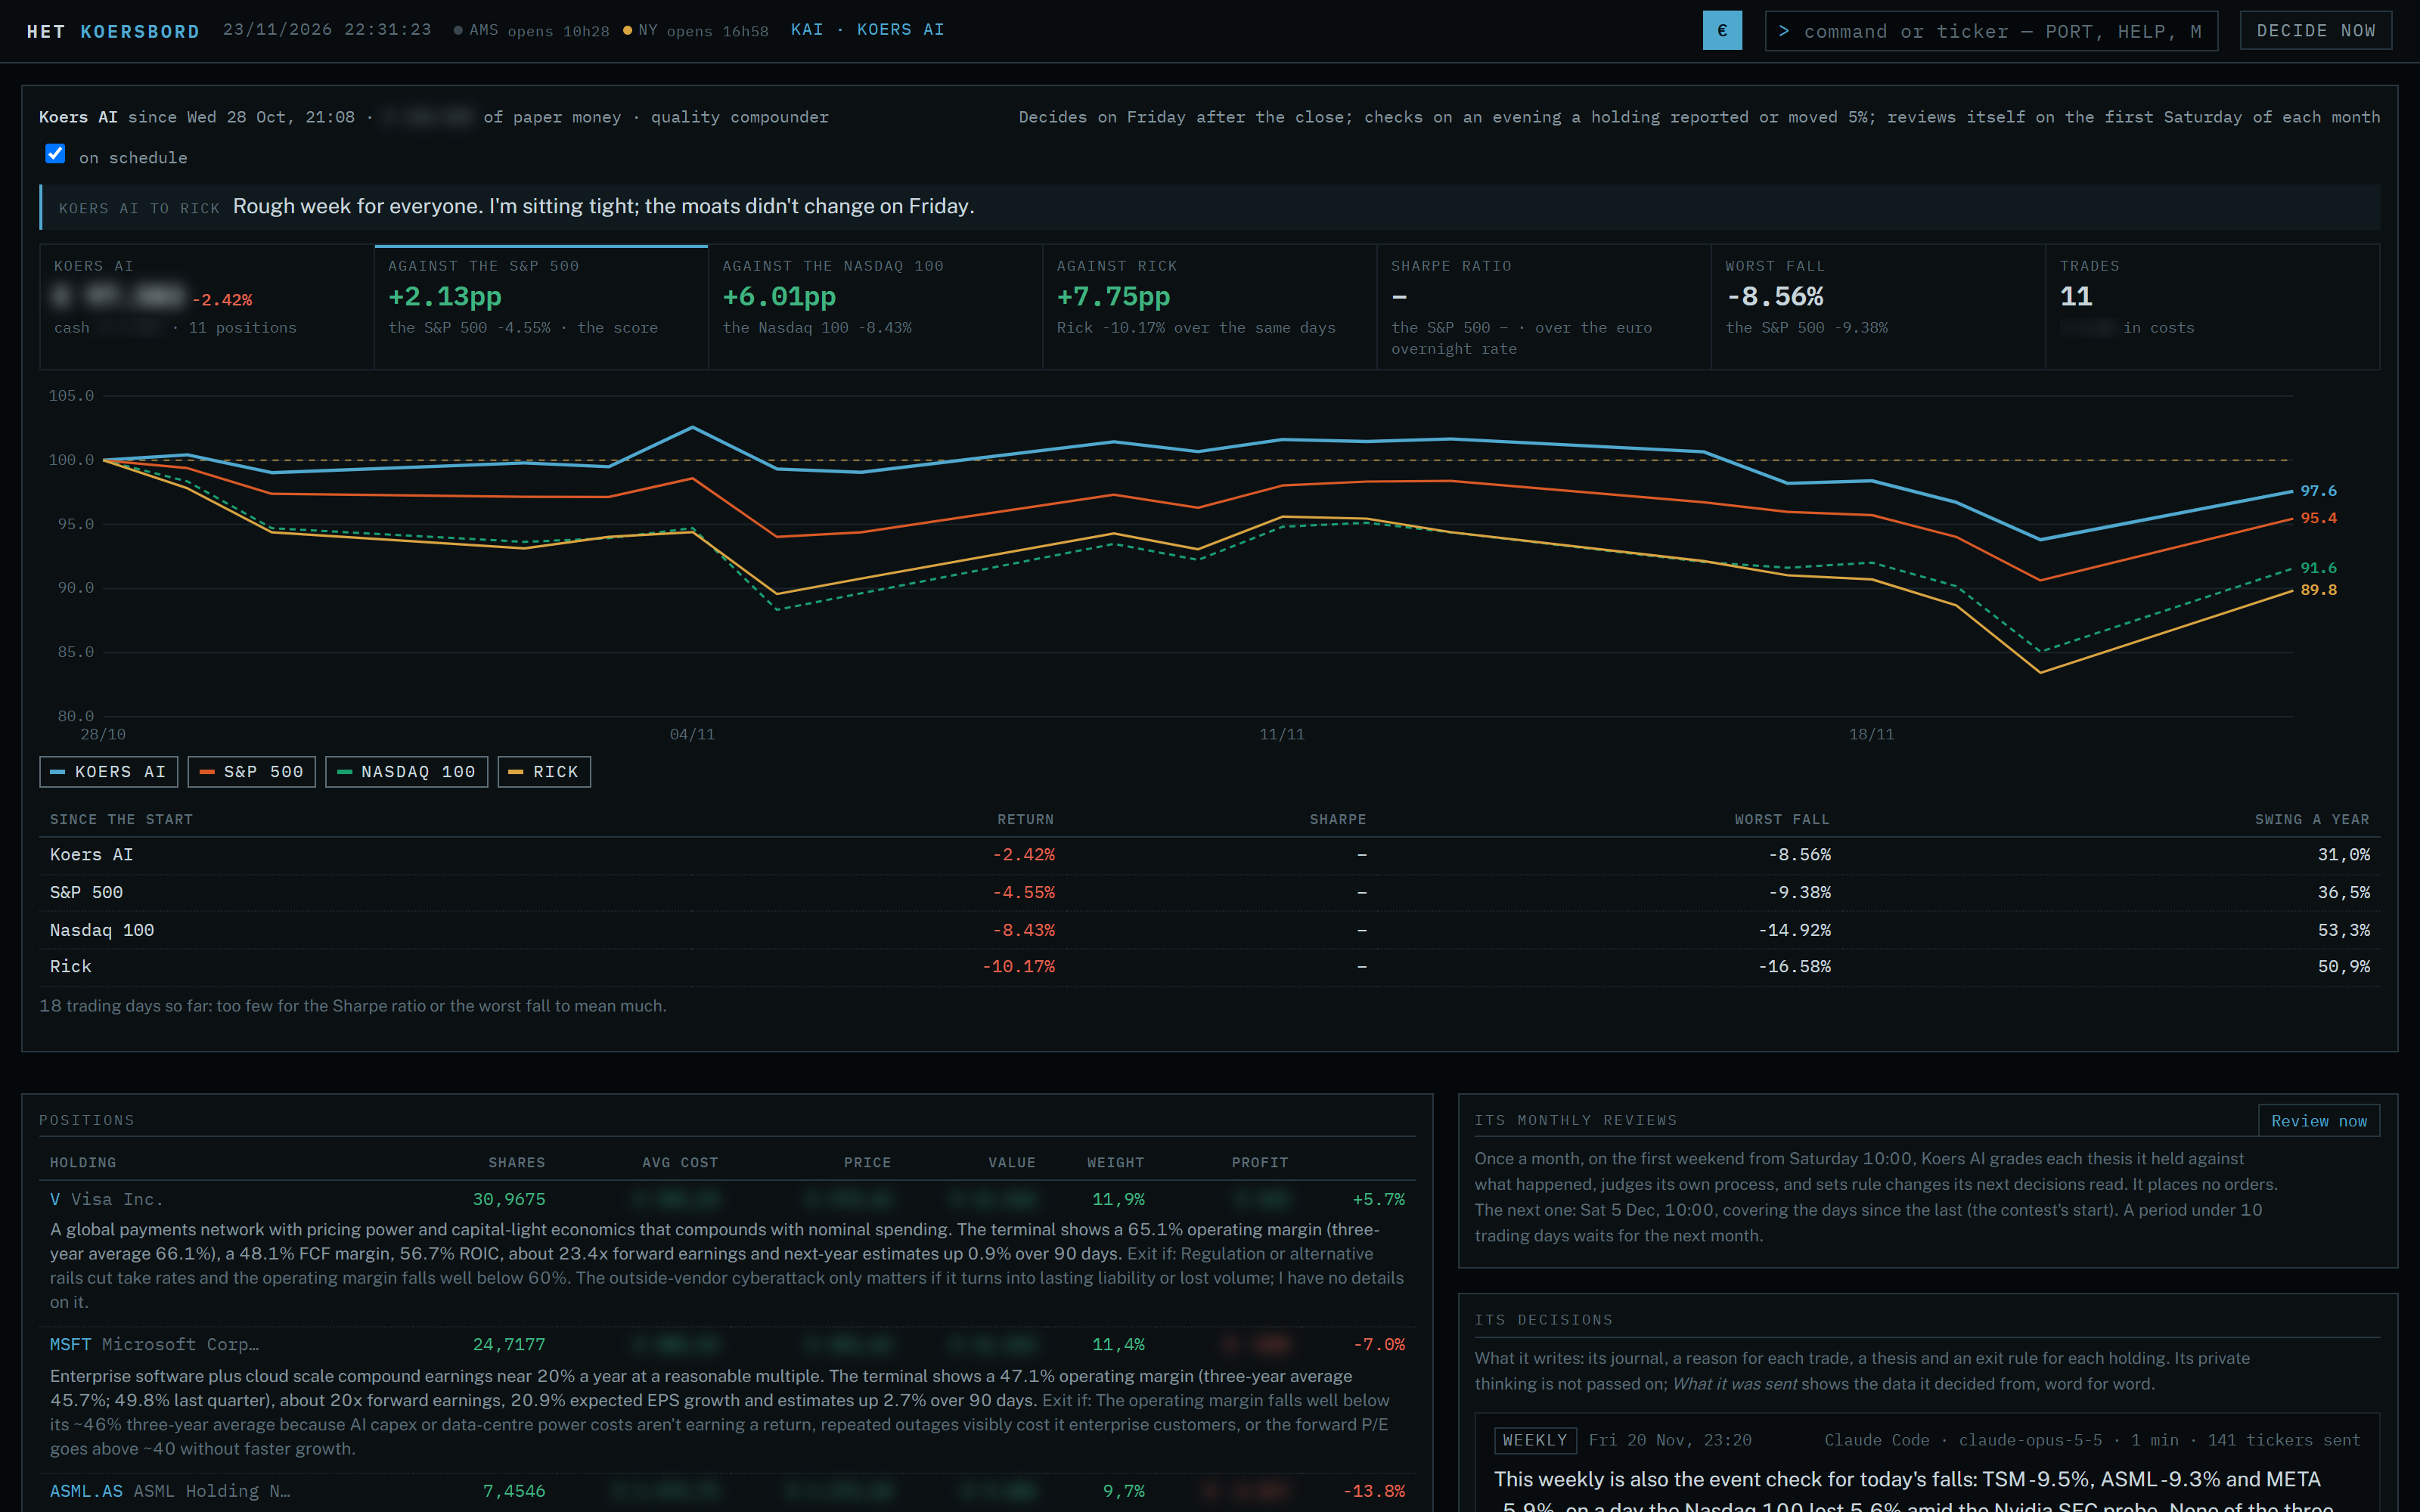 HET KOERSBORD 23/11/2026 22:31:23 AMS opens 10h28 NY opens 16h58 KAI · KOERS AI € > command or ticker — PORT, HELP, M DECIDE NOW
Koers AI since Wed 28 Oct, 21:08 · of paper money · quality compounder Decides on Friday after the close; checks on an evening a holding reported or moved 5%; reviews itself on the first Saturday of each month
on schedule
KOERS AI TO RICK Rough week for everyone. I'm sitting tight; the moats didn't change on Friday.
KOERS AI AGAINST THE S&P 500 AGAINST THE NASDAQ 100 AGAINST RICK SHARPE RATIO WORST FALL TRADES
-2.42% +2.13pp +6.01pp +7.75pp – -8.56% 11
cash · 11 positions the S&P 500 -4.55% · the score the Nasdaq 100 -8.43% Rick -10.17% over the same days the S&P 500 – · over the euro the S&P 500 -9.38% in costs
overnight rate
105.0
100.0
97.6
95.0
95.4
91.6
90.0
89.8
85.0
80.0
28/10 04/11 11/11 18/11
KOERS AI S&P 500 NASDAQ 100 RICK
SINCE THE START RETURN SHARPE WORST FALL SWING A YEAR
Koers AI -2.42% – -8.56% 31,0%
S&P 500 -4.55% – -9.38% 36,5%
Nasdaq 100 -8.43% – -14.92% 53,3%
Rick -10.17% – -16.58% 50,9%
18 trading days so far: too few for the Sharpe ratio or the worst fall to mean much.
POSITIONS
HOLDING SHARES AVG COST PRICE VALUE WEIGHT PROFIT
V Visa Inc. 30,9675 11,9% +5.7%
A global payments network with pricing power and capital-light economics that compounds with nominal spending. The terminal shows a 65.1% operating margin (three-
year average 66.1%), a 48.1% FCF margin, 56.7% ROIC, about 23.4x forward earnings and next-year estimates up 0.9% over 90 days. Exit if: Regulation or alternative
rails cut take rates and the operating margin falls well below 60%. The outside-vendor cyberattack only matters if it turns into lasting liability or lost volume; I have no details
on it.
MSFT Microsoft Corp… 24,7177 11,4% -7.0%
Enterprise software plus cloud scale compound earnings near 20% a year at a reasonable multiple. The terminal shows a 47.1% operating margin (three-year average
45.7%; 49.8% last quarter), about 20x forward earnings, 20.9% expected EPS growth and estimates up 2.7% over 90 days. Exit if: The operating margin falls well below
its ~46% three-year average because AI capex or data-centre power costs aren't earning a return, repeated outages visibly cost it enterprise customers, or the forward P/E
goes above ~40 without faster growth.
ASML.AS ASML Holding N… 7,4546 9,7% -13.8%
ITS MONTHLY REVIEWS Review now
Once a month, on the first weekend from Saturday 10:00, Koers AI grades each thesis it held against
what happened, judges its own process, and sets rule changes its next decisions read. It places no orders.
The next one: Sat 5 Dec, 10:00, covering the days since the last (the contest's start). A period under 10
trading days waits for the next month.
ITS DECISIONS
What it writes: its journal, a reason for each trade, a thesis and an exit rule for each holding. Its private
thinking is not passed on; What it was sent shows the data it decided from, word for word.
WEEKLY Fri 20 Nov, 23:20 Claude Code · claude-opus-5-5 · 1 min · 141 tickers sent
This weekly is also the event check for today's falls: TSM -9.5%, ASML -9.3% and META
-5.9%, on a day the Nasdaq 100 lost 5.6% amid the Nvidia SEC probe. None of the three